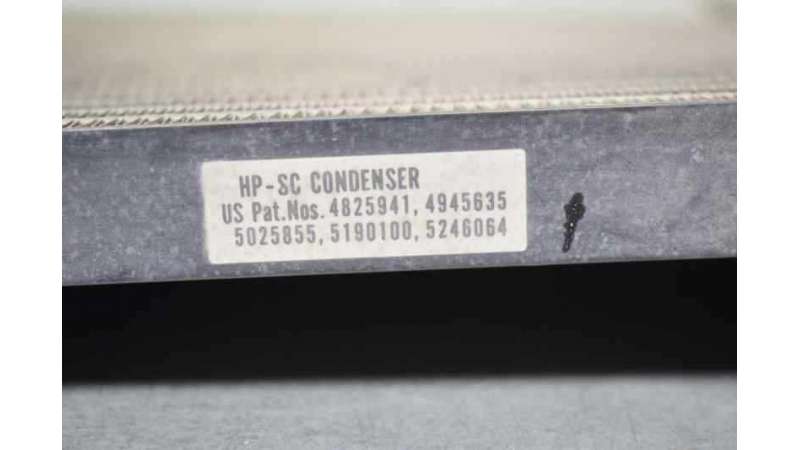 HP-SC CONDENSER
US Pat.Nos. 4825941, 4945635
5025855, 5190100, 5246064